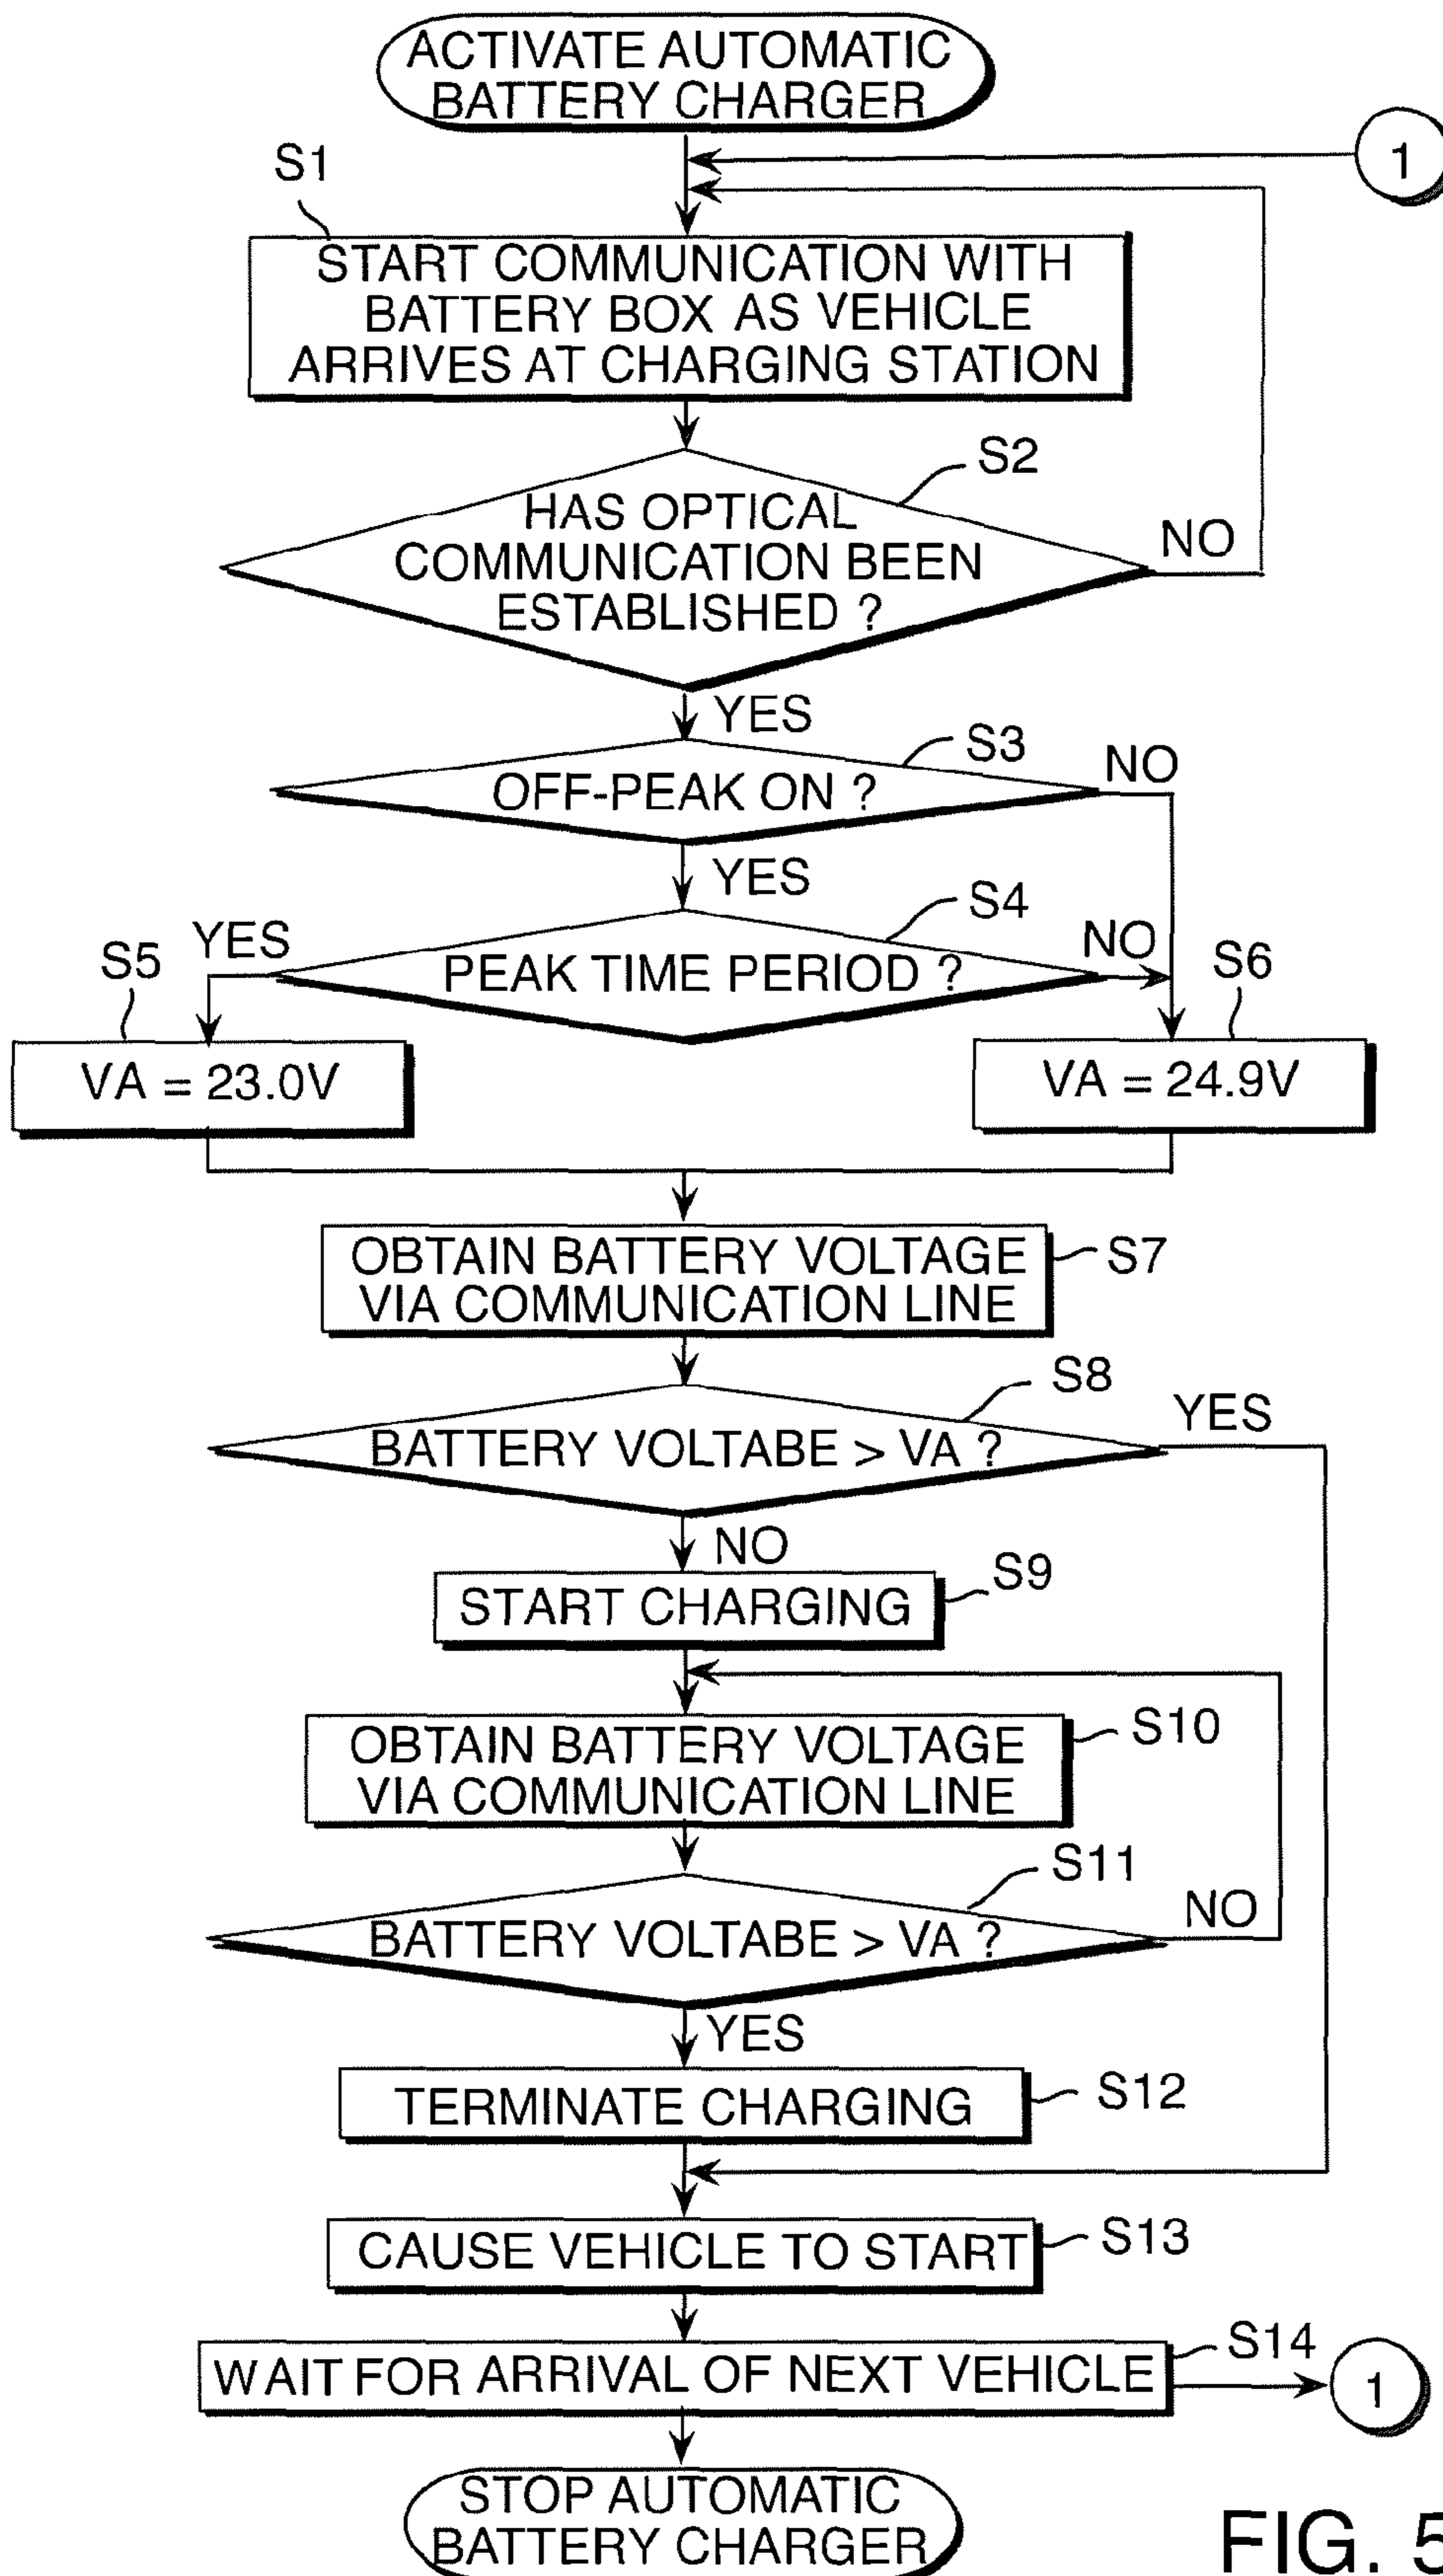 ACTIVATE AUTOMATIC
BATTERY CHARGER
1
S1
START COMMUNICATION WITH
BATTERY BOX AS VEHICLE
ARRIVES AT CHARGING STATION
S2
HAS OPTICAL
COMMUNICATION BEEN
ESTABLISHED ?
NO
YES
S3
OFF-PEAK ON ?
NO
YES
S4
PEAK TIME PERIOD ?
YES
NO
S5
VA = 23.0V
S6
VA = 24.9V
OBTAIN BATTERY VOLTAGE
VIA COMMUNICATION LINE
S7
S8
BATTERY VOLTABE > VA ?
YES
NO
START CHARGING
S9
OBTAIN BATTERY VOLTAGE
VIA COMMUNICATION LINE
S10
S11
BATTERY VOLTABE > VA ?
NO
YES
TERMINATE CHARGING
S12
CAUSE VEHICLE TO START
S13
WAIT FOR ARRIVAL OF NEXT VEHICLE
S14
1
STOP AUTOMATIC
BATTERY CHARGER
FIG. 5